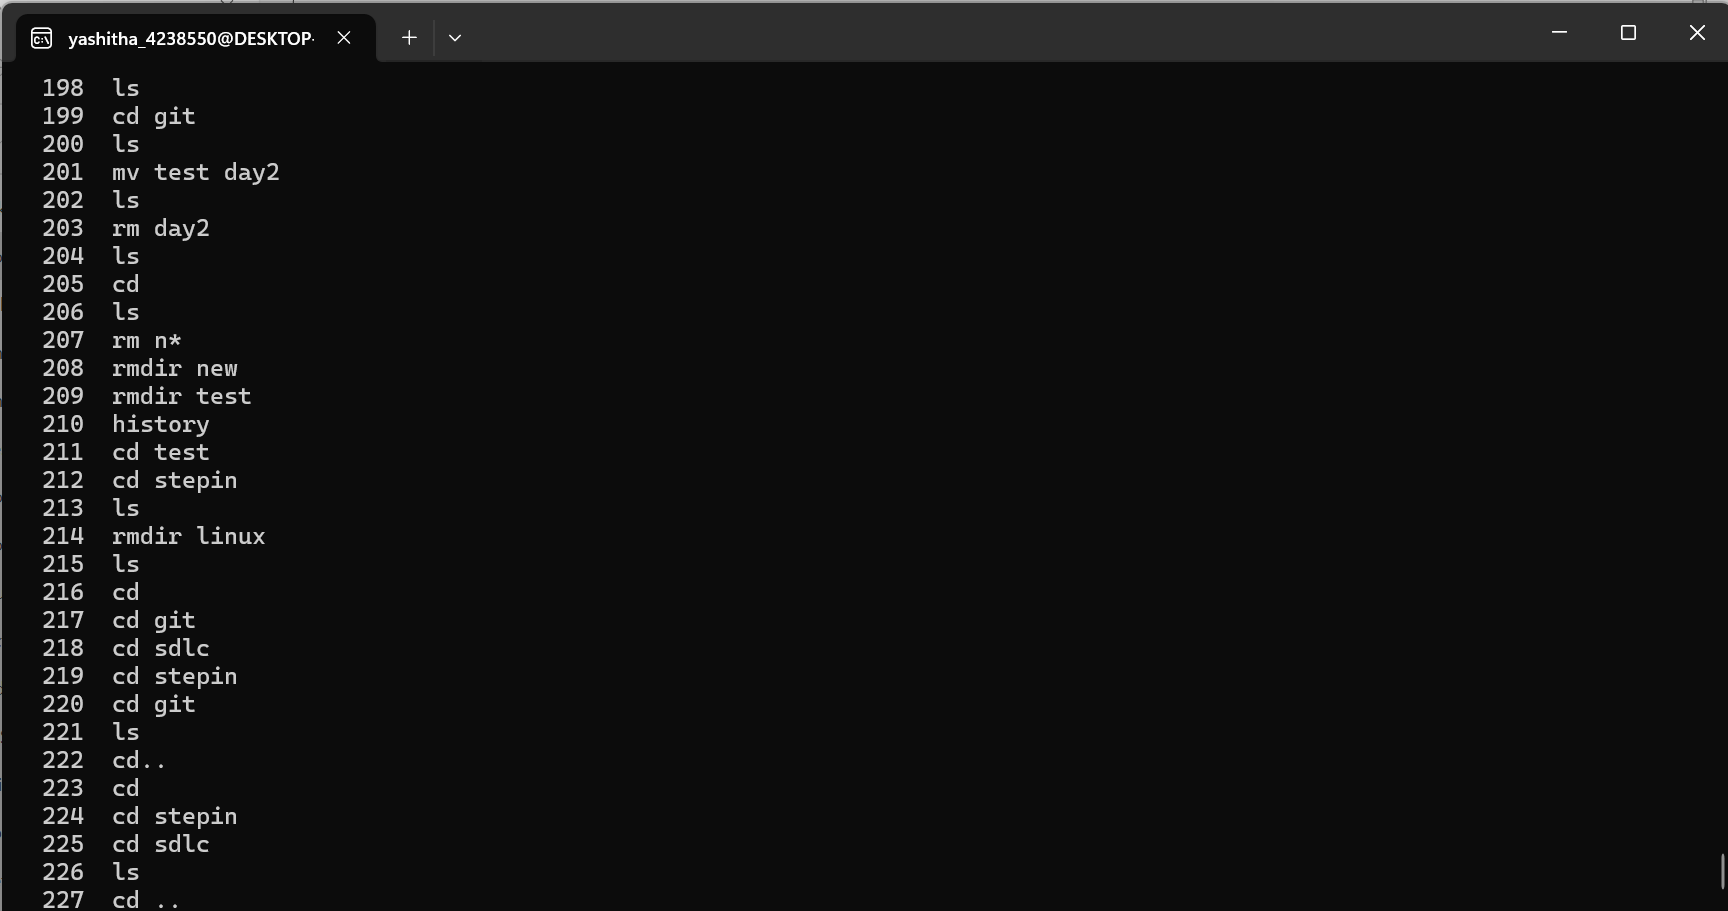 yashitha_4238550@DESKTOP-
198 ls
199 cd git
200 ls
201 mv test day2
202 ls
203 rm day2
204 ls
205 cd
206 ls
207 rm n*
208 rmdir new
209 rmdir test
210 history
211 cd test
212 cd stepin
213 ls
214 rmdir linux
215 ls
216 cd
217 cd git
218 cd sdlc
219 cd stepin
220 cd git
221 ls
222 cd..
223 cd
224 cd stepin
225 cd sdlc
226 ls
227 cd ..